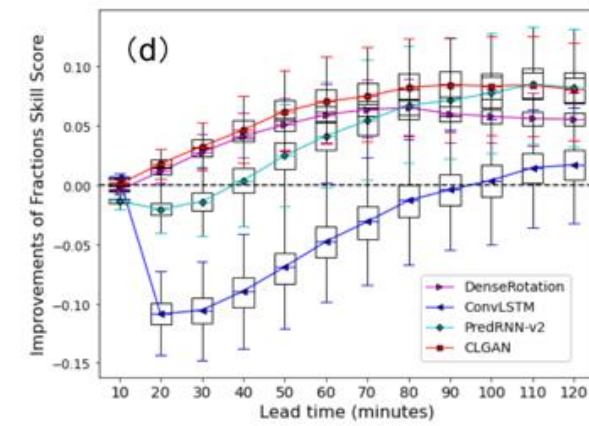 (d)
Improvements of Fractions Skill Score
0.10
0.05
0.00
−0.05
−0.10
−0.15
10 20 30 40 50 60 70 80 90 100 110 120
Lead time (minutes)
DenseRotation
ConvLSTM
PredRNN-v2
CLGAN